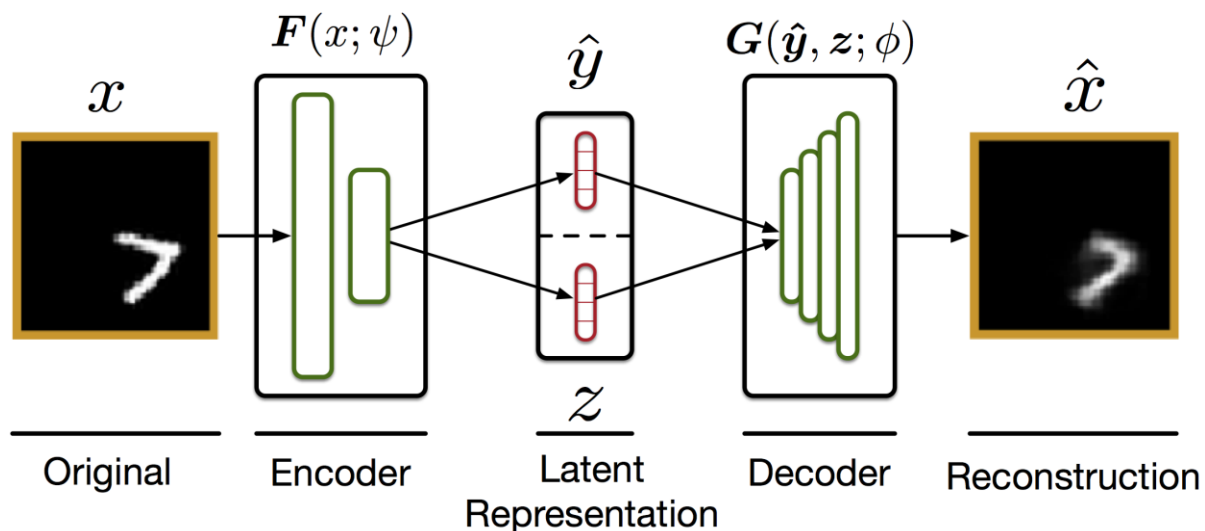 F(x; ψ)
ŷ
G(ŷ, z; ϕ)
x
x̂
z
Original
Encoder
Latent
Representation
Decoder
Reconstruction